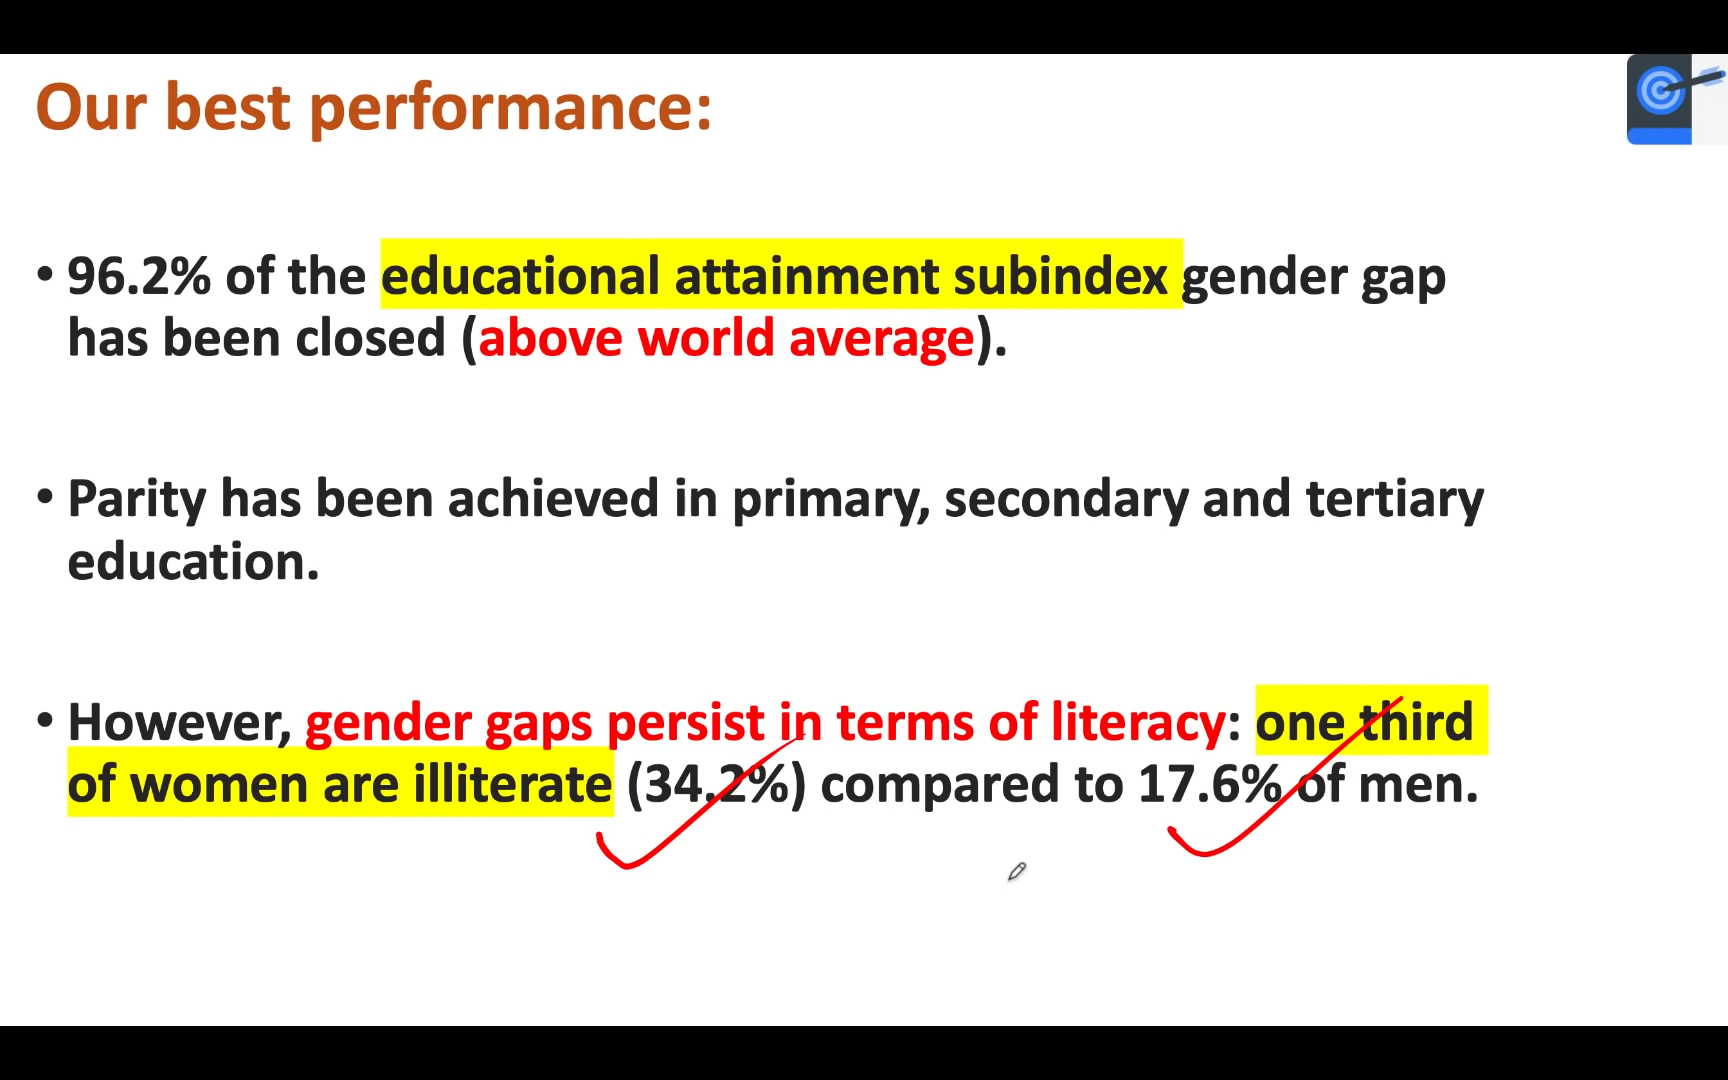 Our best performance:
• 96.2% of the educational attainment subindex gender gap
has been closed (above world average).
• Parity has been achieved in primary, secondary and tertiary
education.
• However, gender gaps persist in terms of literacy: one third
of women are illiterate (34.2%) compared to 17.6% of men.